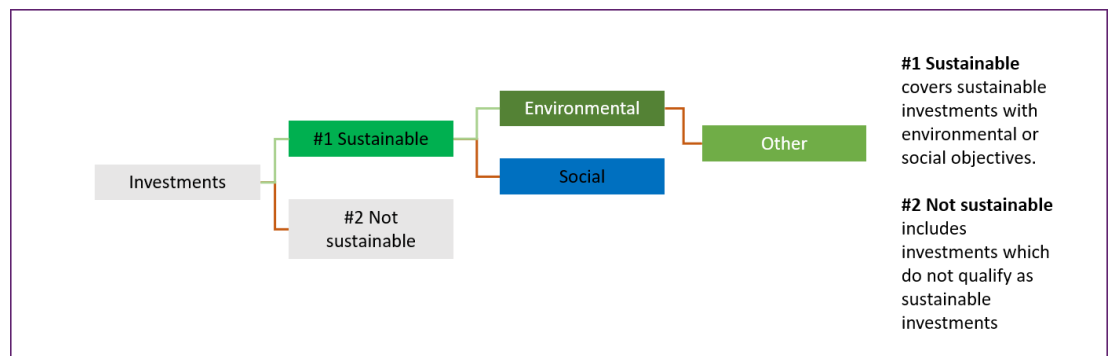 Investments
#1 Sustainable
#2 Not
sustainable
Environmental
Social
Other
#1 Sustainable
covers sustainable
investments with
environmental or
social objectives.
#2 Not sustainable
includes
investments which
do not qualify as
sustainable
investments